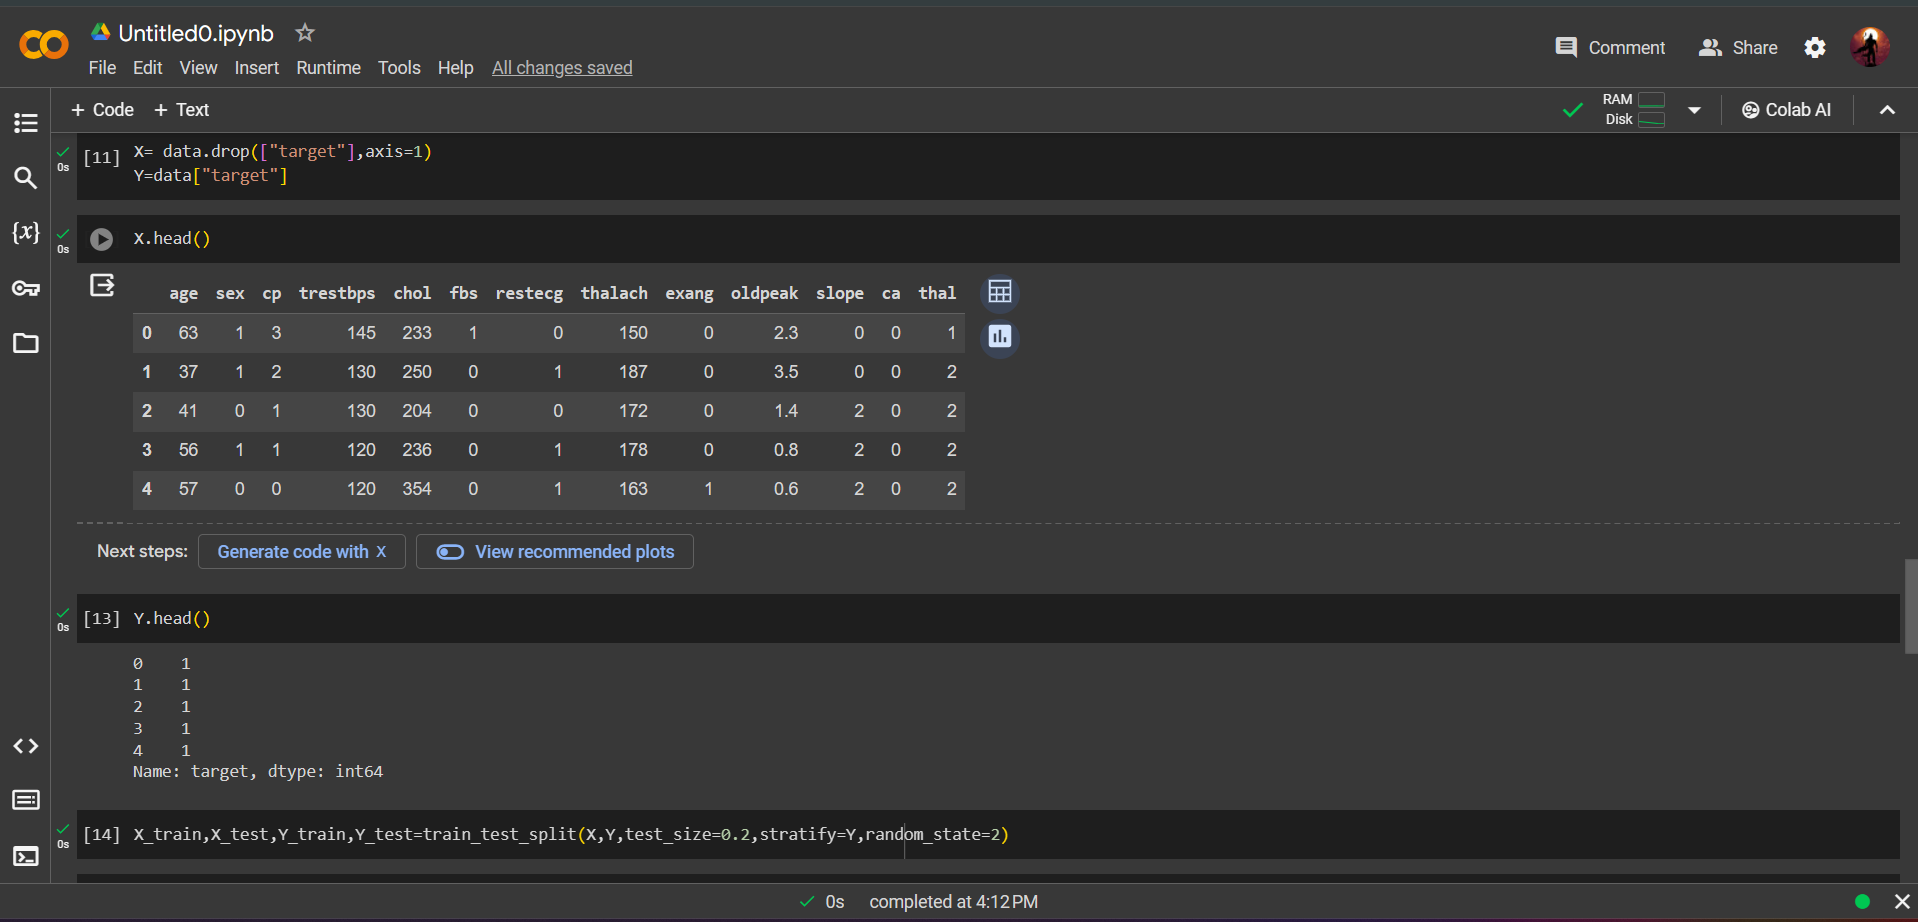 Untitled0.ipynb
File Edit View Insert Runtime Tools Help All changes saved
Comment Share
+ Code + Text
RAM
Disk
Colab AI
0s
[11] X= data.drop(["target"],axis=1)
Y=data["target"]
{x}
0s
X.head()
age sex cp trestbps chol fbs restecg thalach exang oldpeak slope ca thal
0 63 1 3 145 233 1 0 150 0 2.3 0 0 1
1 37 1 2 130 250 0 1 187 0 3.5 0 0 2
2 41 0 1 130 204 0 0 172 0 1.4 2 0 2
3 56 1 1 120 236 0 1 178 0 0.8 2 0 2
4 57 0 0 120 354 0 1 163 1 0.6 2 0 2
Next steps: Generate code with X View recommended plots
0s
[13] Y.head()
0 1
1 1
2 1
3 1
4 1
Name: target, dtype: int64
0s
[14] X_train,X_test,Y_train,Y_test=train_test_split(X,Y,test_size=0.2,stratify=Y,random_state=2)
0s completed at 4:12 PM